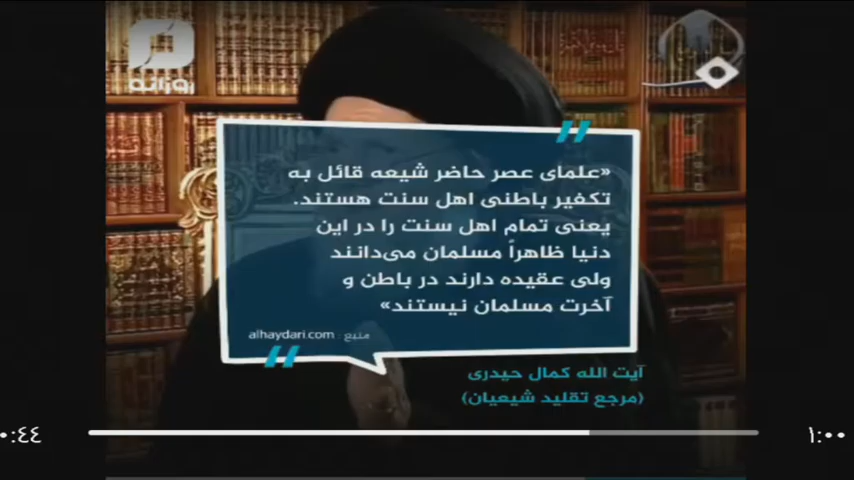 روزانه
«علمای عصر حاضر شیعه قائل به
تکفیر باطنی اهل سنت هستند.
یعنی تمام اهل سنت را در این
دنیا ظاهراً مسلمان می‌دانند
ولی عقیده دارند در باطن و
آخرت مسلمان نیستند»
منبع : alhaydari.com
آیت الله کمال حیدری
(مرجع تقلید شیعیان)
۰:٤٤
۱:۰۰